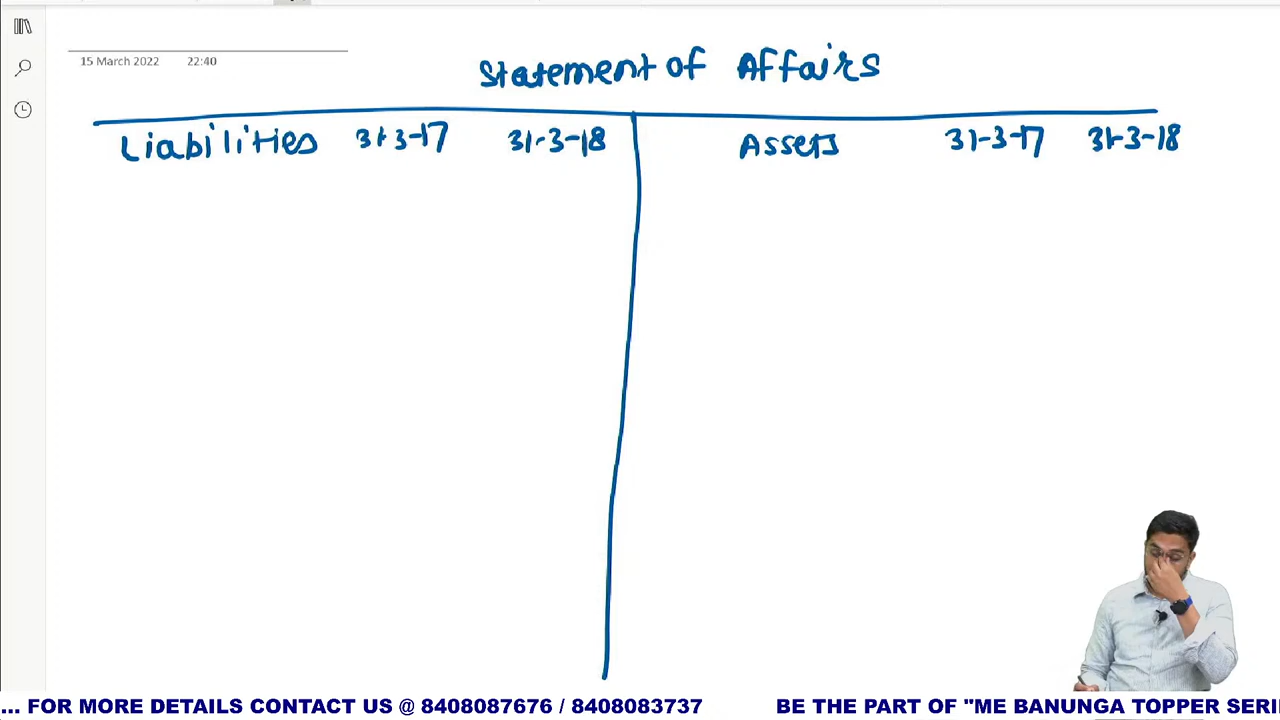 15 March 2022 22:40
Statement of Affairs
Liabilities 31-3-17 31-3-18 Assets 31-3-17 31-3-18
... FOR MORE DETAILS CONTACT US @ 8408087676 / 8408083737 BE THE PART OF "ME BANUNGA TOPPER SERI